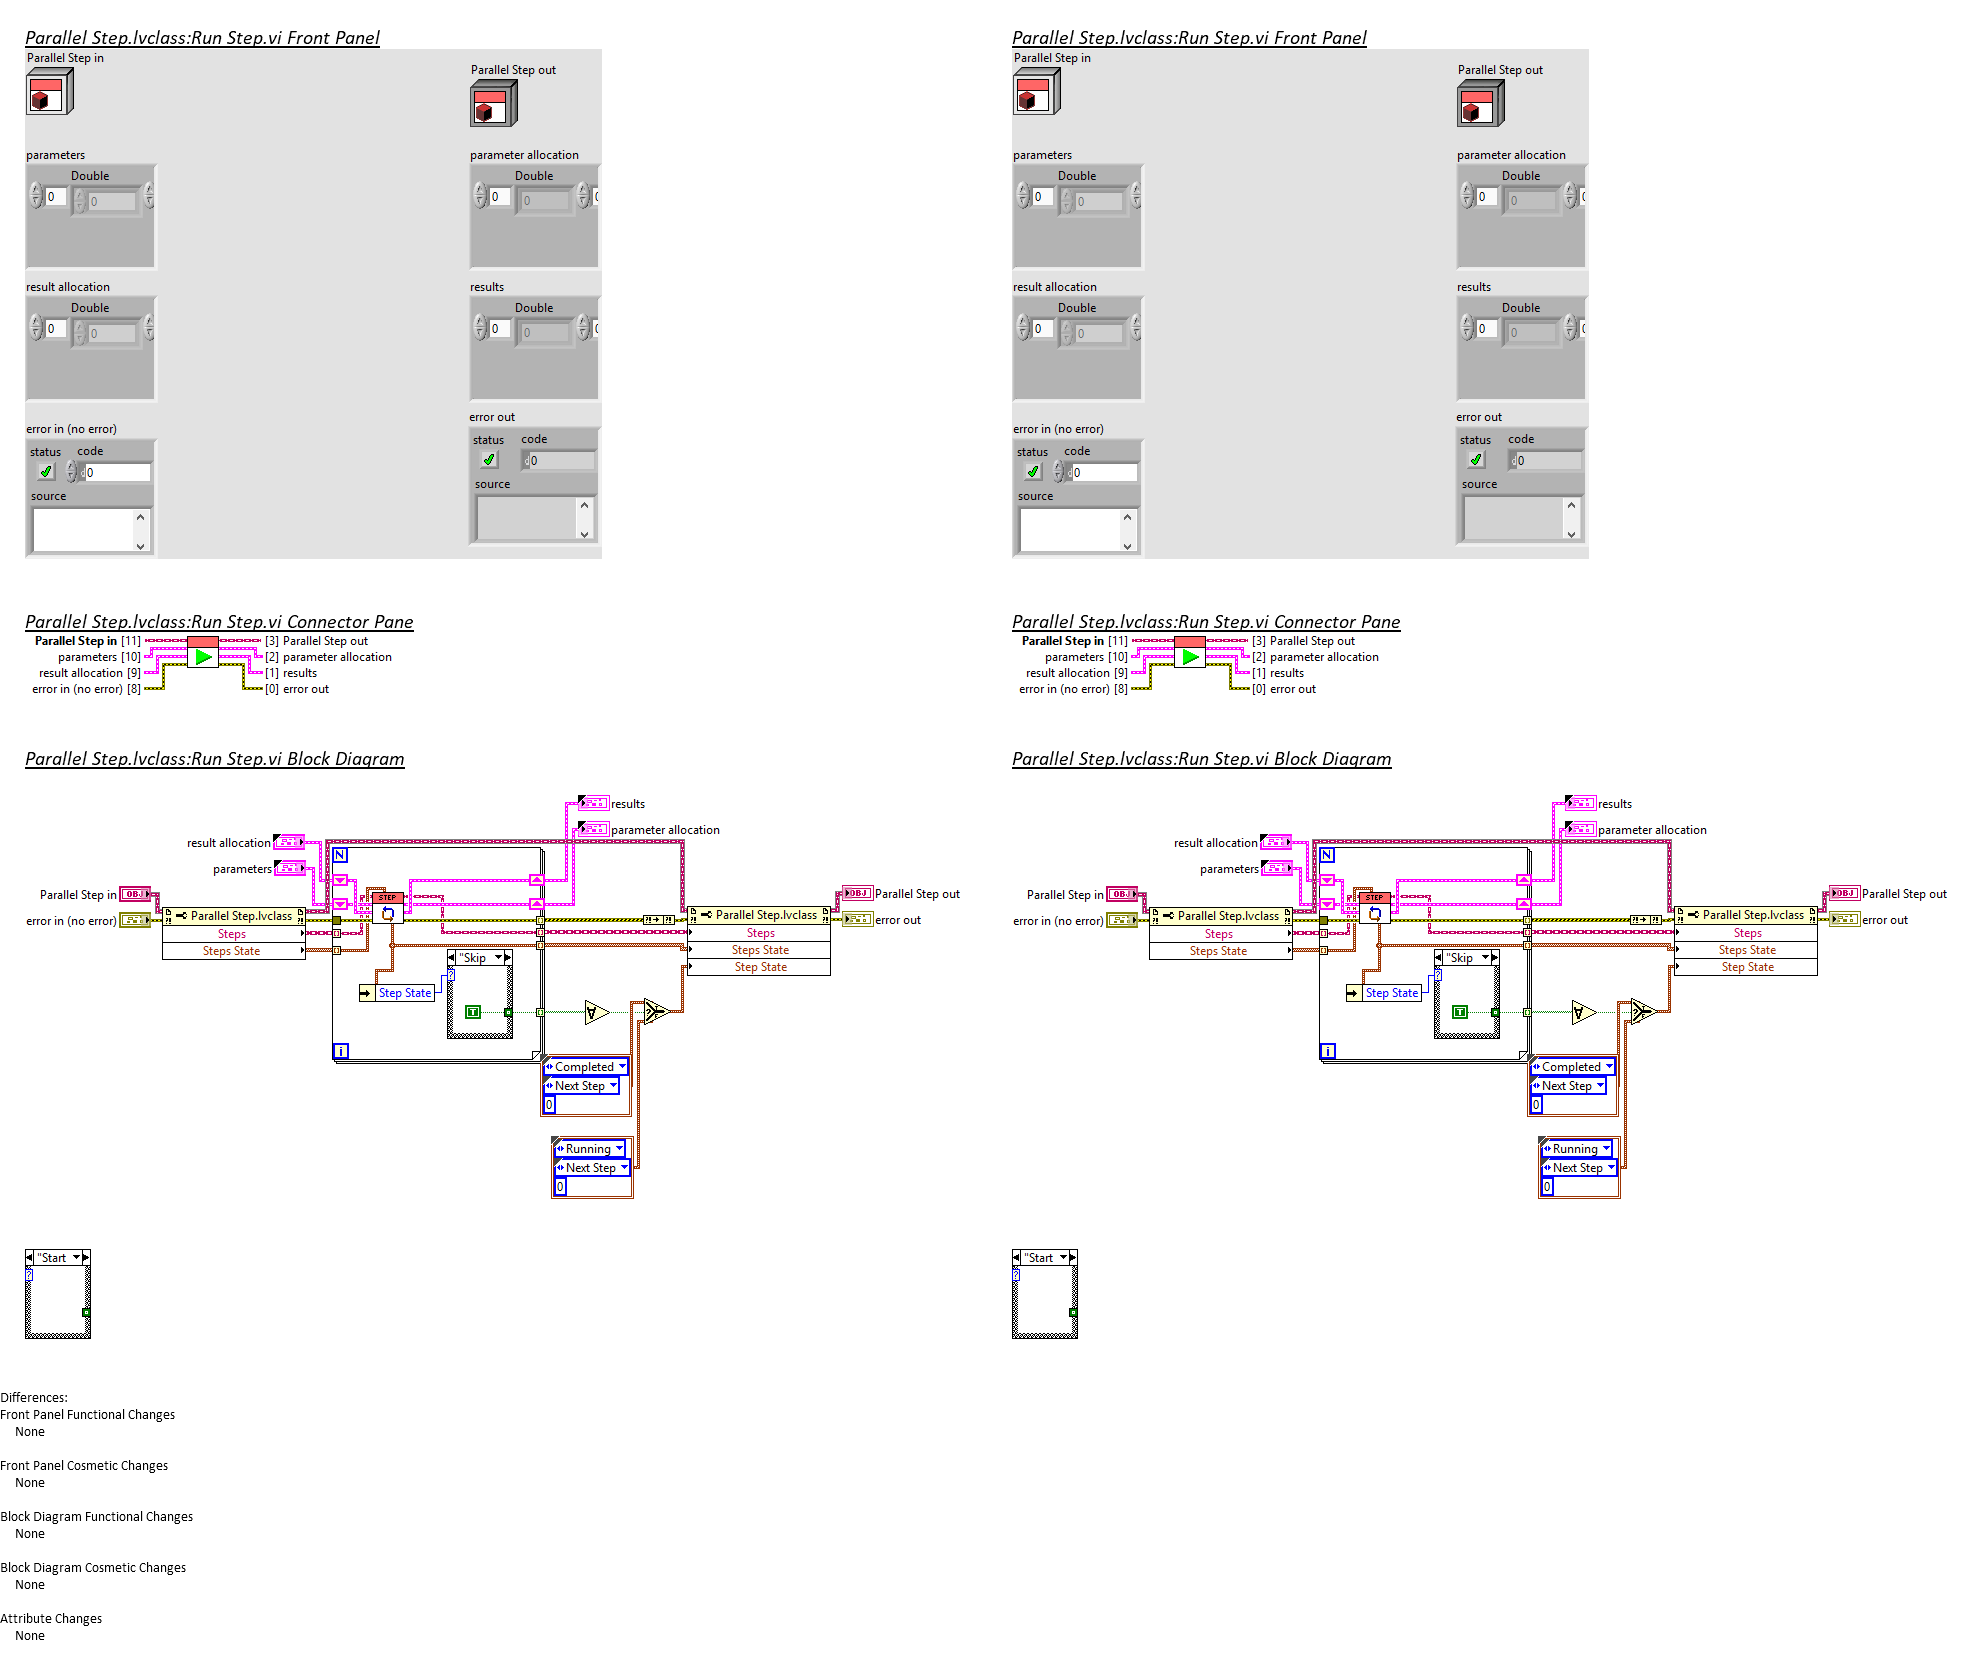 Parallel Step.lvclass:Run Step.vi Front Panel
Parallel Step in
Parallel Step out
parameters
parameter allocation
Double
Double
0
0
0
0
result allocation
results
Double
Double
0
0
0
0
error in (no error)
error out
status code
status code
d0
d0
source
source
Parallel Step.lvclass:Run Step.vi Connector Pane
Parallel Step in [11]
[3] Parallel Step out
parameters [10]
[2] parameter allocation
result allocation [9]
[1] results
error in (no error) [8]
[0] error out
Parallel Step.lvclass:Run Step.vi Block Diagram
results
parameter allocation
result allocation
parameters
N
Parallel Step in
OBJ
STEP
OBJ
Parallel Step out
error in (no error)
Parallel Step.lvclass
Parallel Step.lvclass
error out
Steps
Steps
Steps State
Steps State
"Skip
Step State
?
Step State
T
i
Completed
Next Step
0
Running
Next Step
0
"Start
?
Parallel Step.lvclass:Run Step.vi Front Panel
Parallel Step in
Parallel Step out
parameters
parameter allocation
Double
Double
0
0
0
0
result allocation
results
Double
Double
0
0
0
0
error in (no error)
error out
status code
status code
d0
d0
source
source
Parallel Step.lvclass:Run Step.vi Connector Pane
Parallel Step in [11]
[3] Parallel Step out
parameters [10]
[2] parameter allocation
result allocation [9]
[1] results
error in (no error) [8]
[0] error out
Parallel Step.lvclass:Run Step.vi Block Diagram
results
parameter allocation
result allocation
parameters
N
Parallel Step in
OBJ
STEP
OBJ
Parallel Step out
error in (no error)
Parallel Step.lvclass
Parallel Step.lvclass
error out
Steps
Steps
Steps State
Steps State
"Skip
Step State
?
Step State
T
i
Completed
Next Step
0
Running
Next Step
0
"Start
?
Differences:
Front Panel Functional Changes
None
Front Panel Cosmetic Changes
None
Block Diagram Functional Changes
None
Block Diagram Cosmetic Changes
None
Attribute Changes
None